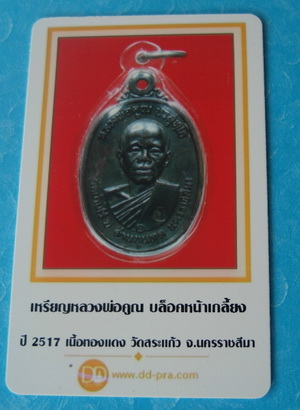 เหรียญหลวงพ่อคูณ บล็อคหน้าเกลี้ยง
ปี 2517 เนื้อทองแดง วัดสระแก้ว จ.นครราชสีมา
DD www.dd-pra.com